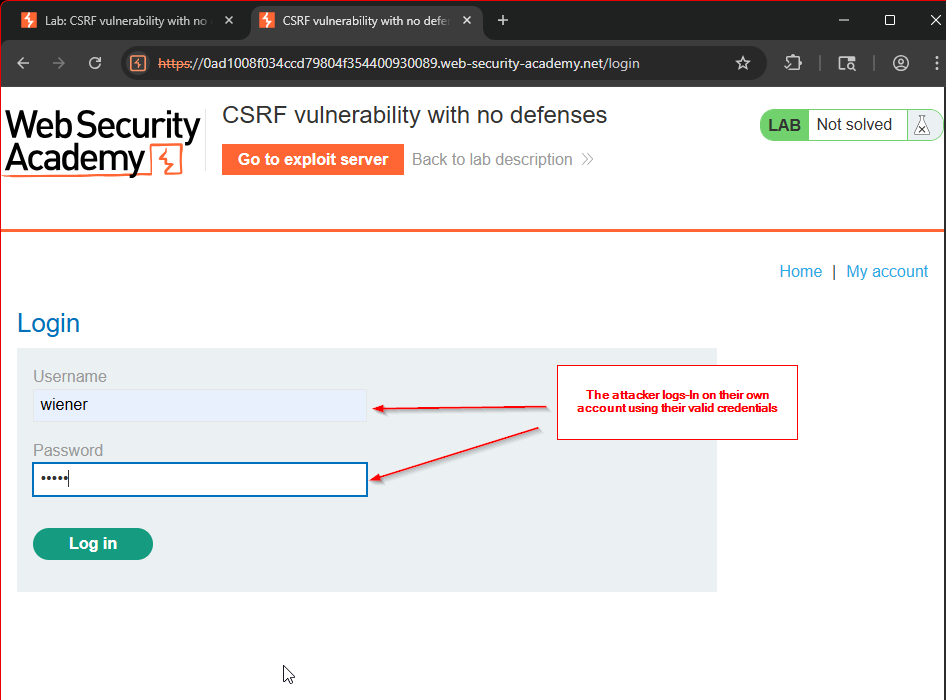 Lab: CSRF vulnerability with no
CSRF vulnerability with no defe
https://0ad1008f034ccd79804f354400930089.web-security-academy.net/login
Web Security
Academy
CSRF vulnerability with no defenses
LAB Not solved
Go to exploit server Back to lab description
Home | My account
Login
Username
wiener
The attacker logs-In on their own
account using their valid credentials
Password
•••••
Log in